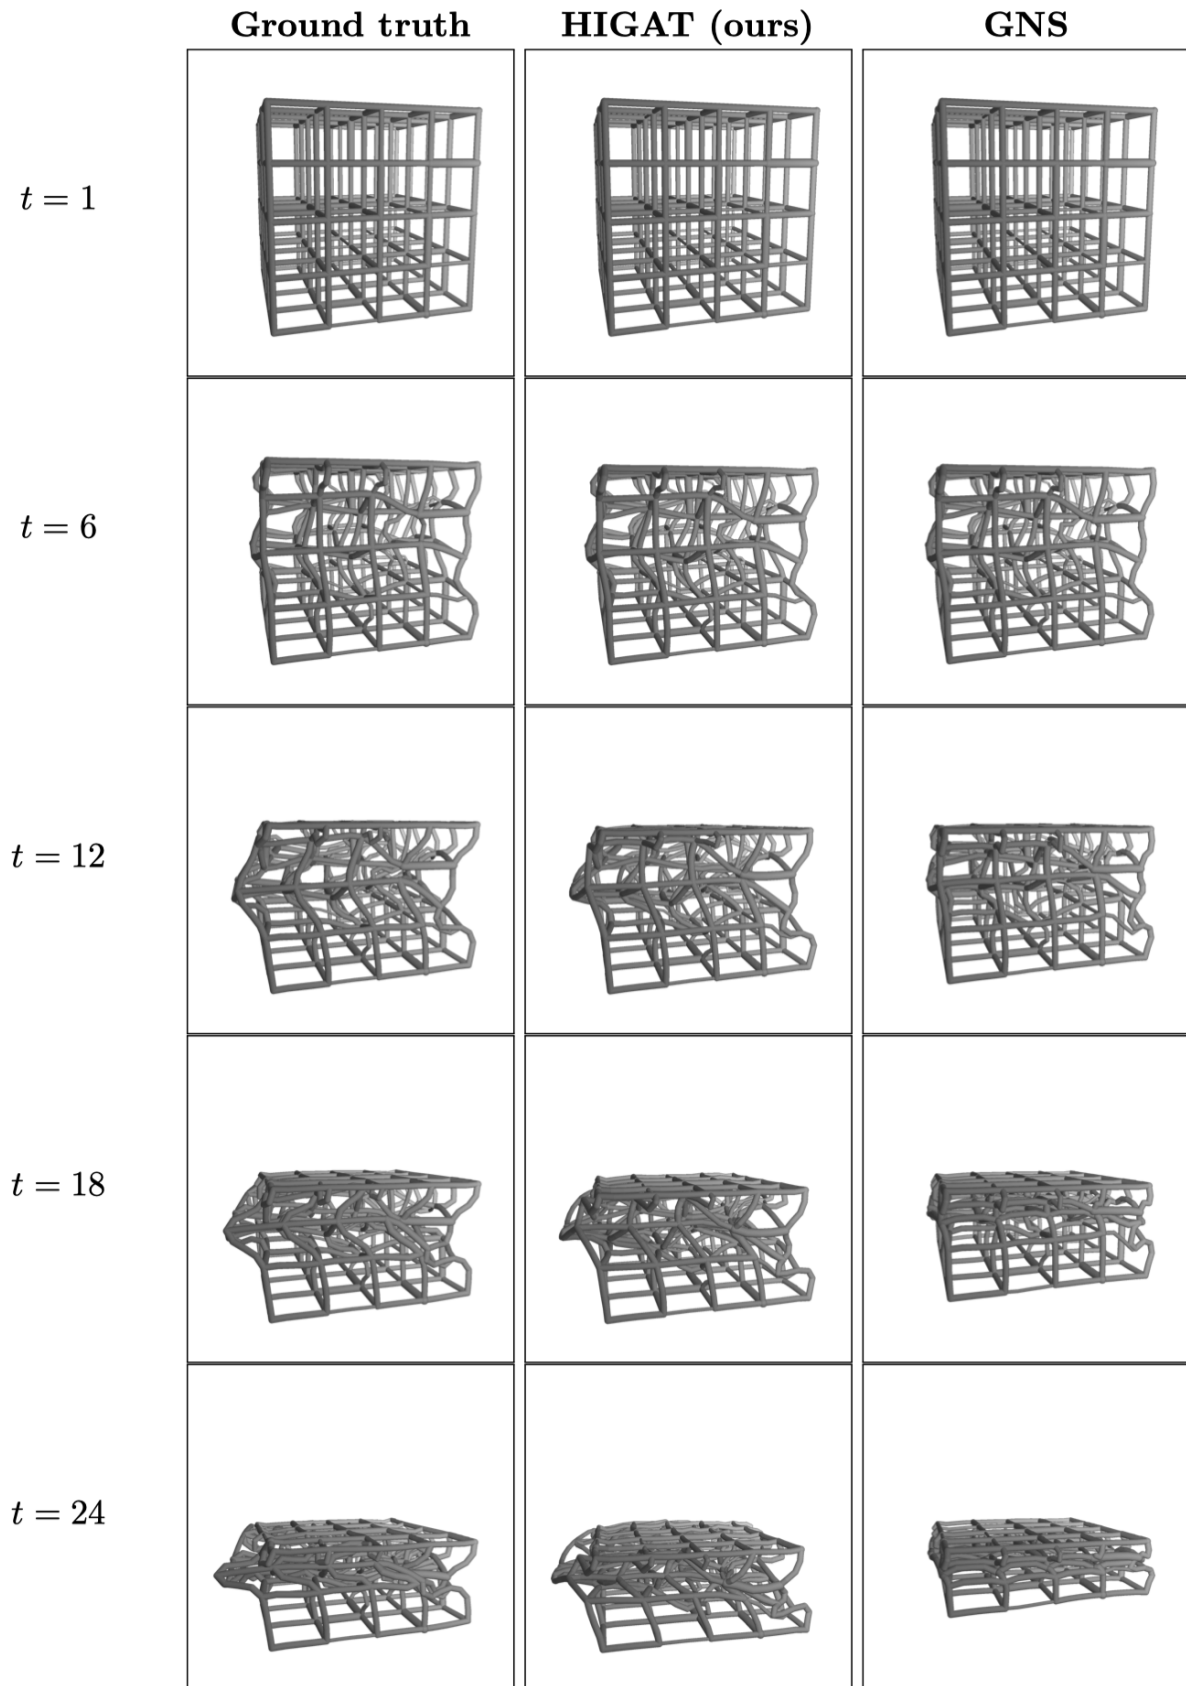 Ground truth HIGAT (ours) GNS
t = 1
t = 6
t = 12
t = 18
t = 24